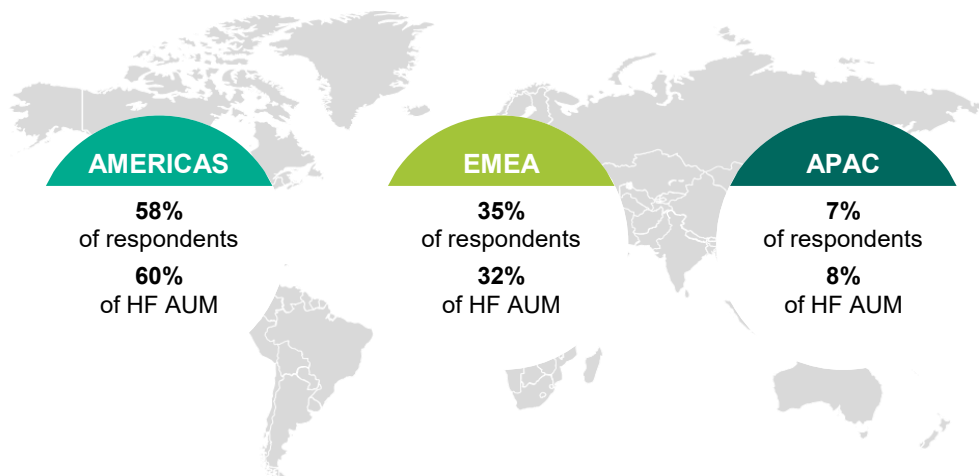 AMERICAS
58%
of respondents
60%
of HF AUM
EMEA
35%
of respondents
32%
of HF AUM
APAC
7%
of respondents
8%
of HF AUM